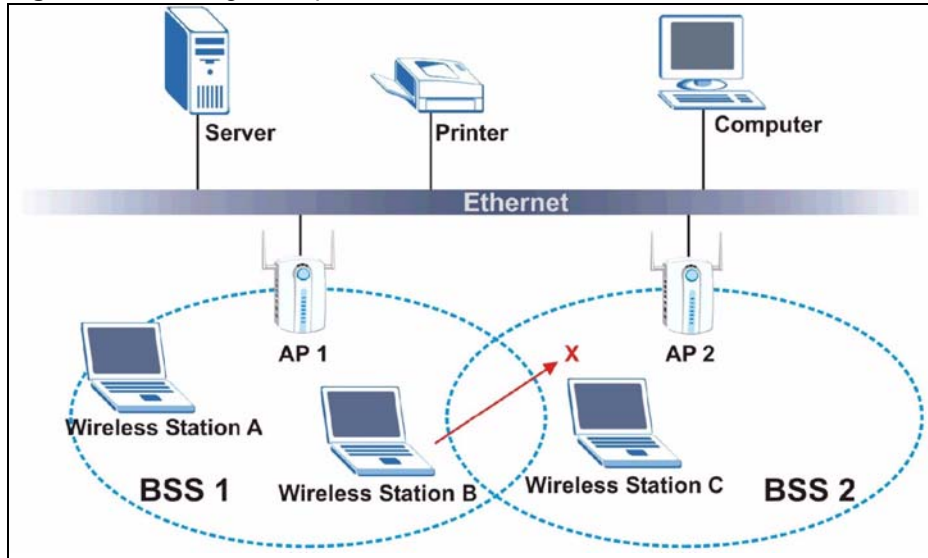 Server
Printer
Computer
Ethernet
AP 1
AP 2
X
Wireless Station A
Wireless Station B
Wireless Station C
BSS 1
BSS 2